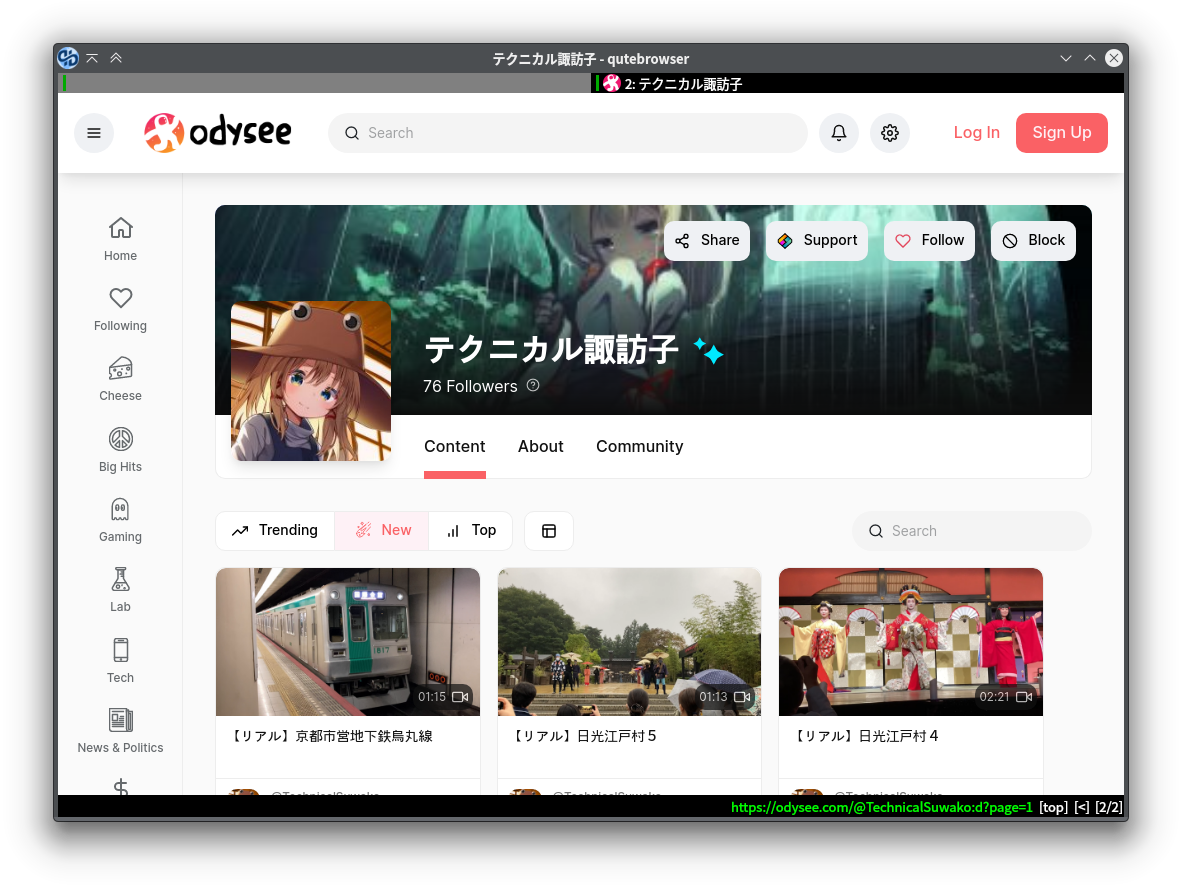 テクニカル諏訪子 - qutebrowser
2: テクニカル諏訪子
odysee
Search
Log In
Sign Up
Home
Following
Cheese
Big Hits
Gaming
Lab
Tech
News & Politics
Share
Support
Follow
Block
テクニカル諏訪子
76 Followers
Content
About
Community
Trending
New
Top
Search
1817
01:15
01:13
02:21
【リアル】京都市営地下鉄烏丸線
【リアル】日光江戸村５
【リアル】日光江戸村４
@TechnicalSuwako
@TechnicalSuwako
@TechnicalSuwako
https://odysee.com/@TechnicalSuwako:d?page=1 [top] [<] [2/2]